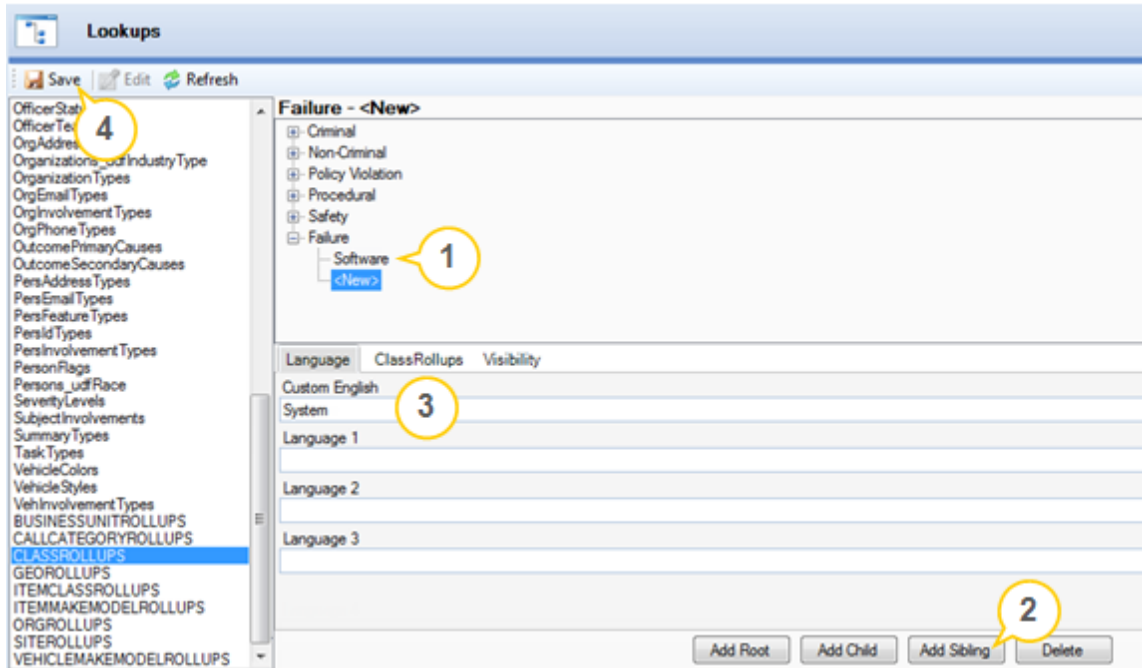 Lookups
Save Edit Refresh
OfficerStat
OfficerTea
OrgAddres
Organizations_udfIndustryType
OrganizationTypes
OrgEmailTypes
OrgInvolvementTypes
OrgPhoneTypes
OutcomePrimaryCauses
OutcomeSecondaryCauses
PersAddressTypes
PersEmailTypes
PersFeatureTypes
PersIdTypes
PersInvolvementTypes
PersonFlags
Persons_udfRace
SeverityLevels
SubjectInvolvements
SummaryTypes
TaskTypes
VehicleColors
VehicleStyles
VehInvolvementTypes
BUSINESSUNITROLLUPS
CALLCATEGORYROLLUPS
CLASSROLLUPS
GEOROLLUPS
ITEMCLASSROLLUPS
ITEMMAKEMODELROLLUPS
ORGROLLUPS
SITEROLLUPS
VEHICLEMAKEMODELROLLUPS
4
Failure - <New>
Criminal
Non-Criminal
Policy Violation
Procedural
Safety
Failure
Software
<New>
1
Language ClassRollups Visibility
Custom English
System
3
Language 1
Language 2
Language 3
2
Add Root Add Child Add Sibling Delete